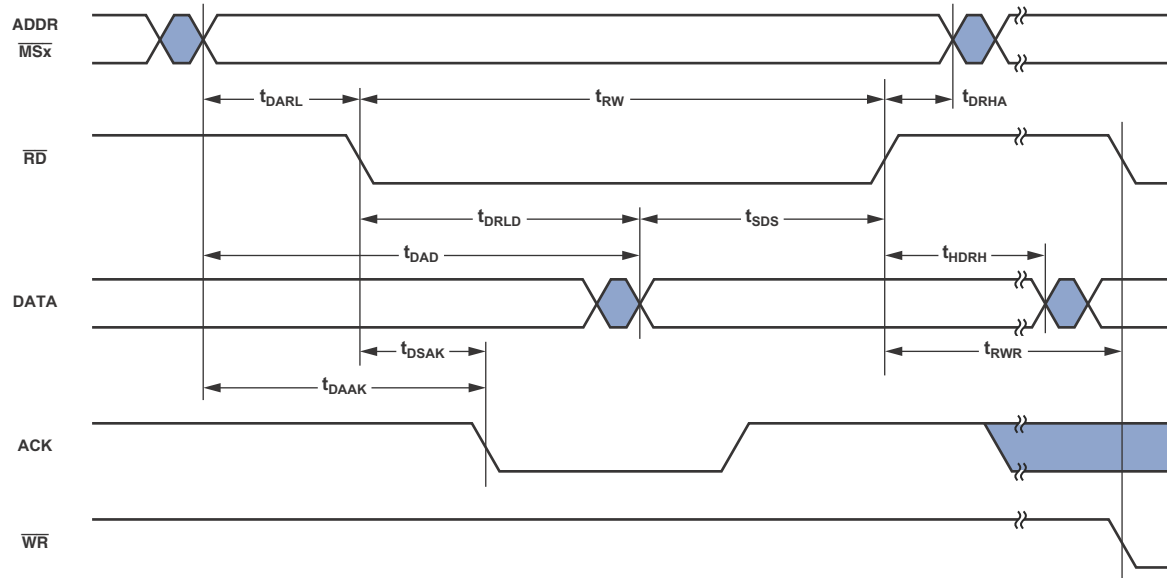 ADDR
MSx
tDARL
tRW
tDRHA
RD
tDRLD
tSDS
tDAD
tHDRH
DATA
tDSAK
tRWR
tDAAK
ACK
WR